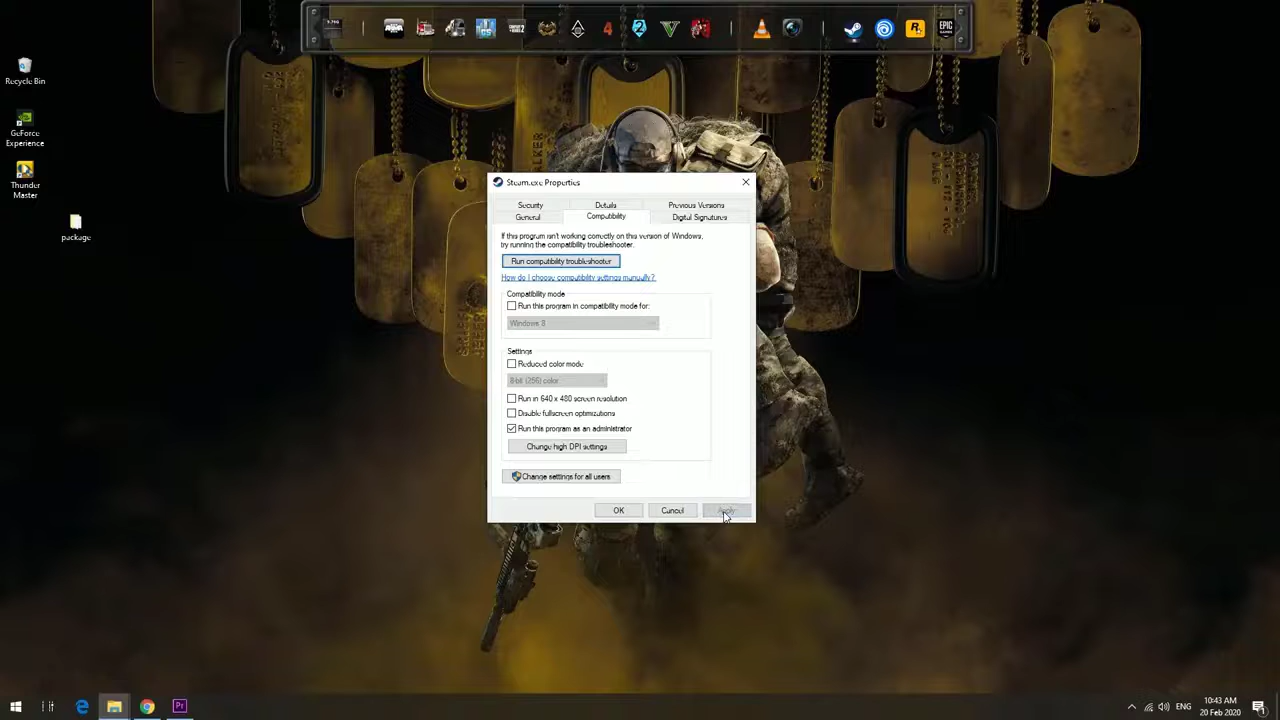 Recycle Bin
GeForce
Experience
Thunder
Master
package
Steam.exe Properties
Security
Details
Previous Versions
General
Compatibility
Digital Signatures
If this program isn't working correctly on this version of Windows,
try running the compatibility troubleshooter.
Run compatibility troubleshooter
How do I choose compatibility settings manually?
Compatibility mode
Run this program in compatibility mode for:
Windows 8
Settings
Reduced color mode
8-bit (256) color
Run in 640 x 480 screen resolution
Disable fullscreen optimizations
Run this program as an administrator
Change high DPI settings
Change settings for all users
OK
Cancel
Apply
ENG
10:43 AM
20 Feb 2020